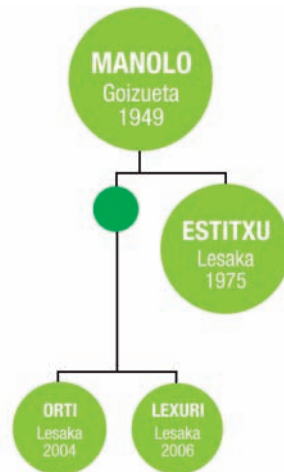 MANOLO
Goizueta
1949
ESTITXU
Lesaka
1975
ORTI
Lesaka
2004
LEXURI
Lesaka
2006